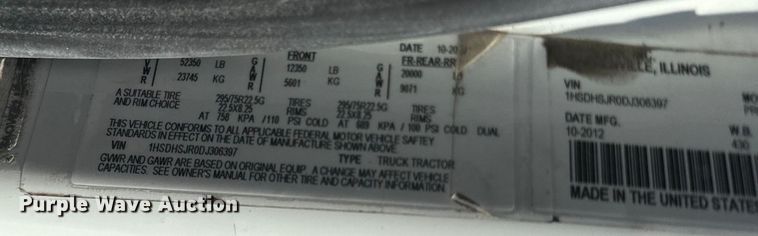 FRONT
DATE 10-20
G V W R 52350 LB G A W R 12350 LB G A W R FR-REAR-RR 20000 LB
23745 KG 5601 KG 9071 KG
A SUITABLE TIRE AND RIM CHOICE
295/75R22.5G TIRES 295/75R22.5G TIRES
22.5X8.25 RIMS 22.5X8.25 RIMS
AT 758 KPA /110 PSI COLD AT 689 KPA / 100 PSI COLD DUAL
THIS VEHICLE CONFORMS TO ALL APPLICABLE FEDERAL MOTOR VEHICLE SAFTEY
STANDARDS IN EFFECT ON THE DATE OF MANUFACTURE SHOWN ABOVE.
VIN 1HSDHSJR0DJ306397
TYPE - TRUCK TRACTOR
GVWR AND GAWR ARE BASED ON ORIGINAL EQUIP. A CHANGE MAY AFFECT VEHICLE
CAPACITIES. SEE OWNER'S MANUAL FOR OTHER TIRE AND CAPACITY INFORMATION
VILLE, ILLINOIS
VIN
1HSDHSJR0DJ306397
MO
DATE MFG.
10-2012
W.B.
430
MADE IN THE UNITED STATES
Purple Wave Auction